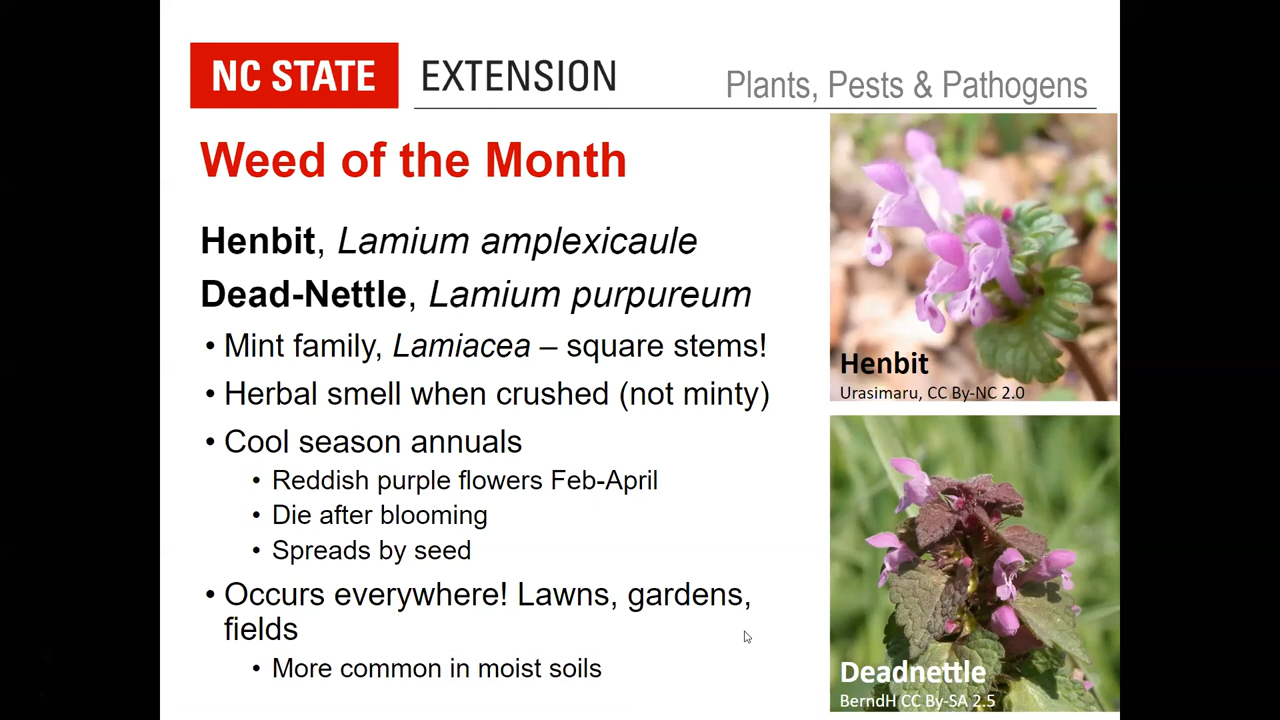 NC STATE EXTENSION
Plants, Pests & Pathogens
Weed of the Month
Henbit, Lamium amplexicaule
Dead-Nettle, Lamium purpureum
• Mint family, Lamiacea – square stems!
• Herbal smell when crushed (not minty)
• Cool season annuals
• Reddish purple flowers Feb-April
• Die after blooming
• Spreads by seed
• Occurs everywhere! Lawns, gardens,
fields
• More common in moist soils
Henbit
Urasimaru, CC By-NC 2.0
Deadnettle
BerndH CC By-SA 2.5